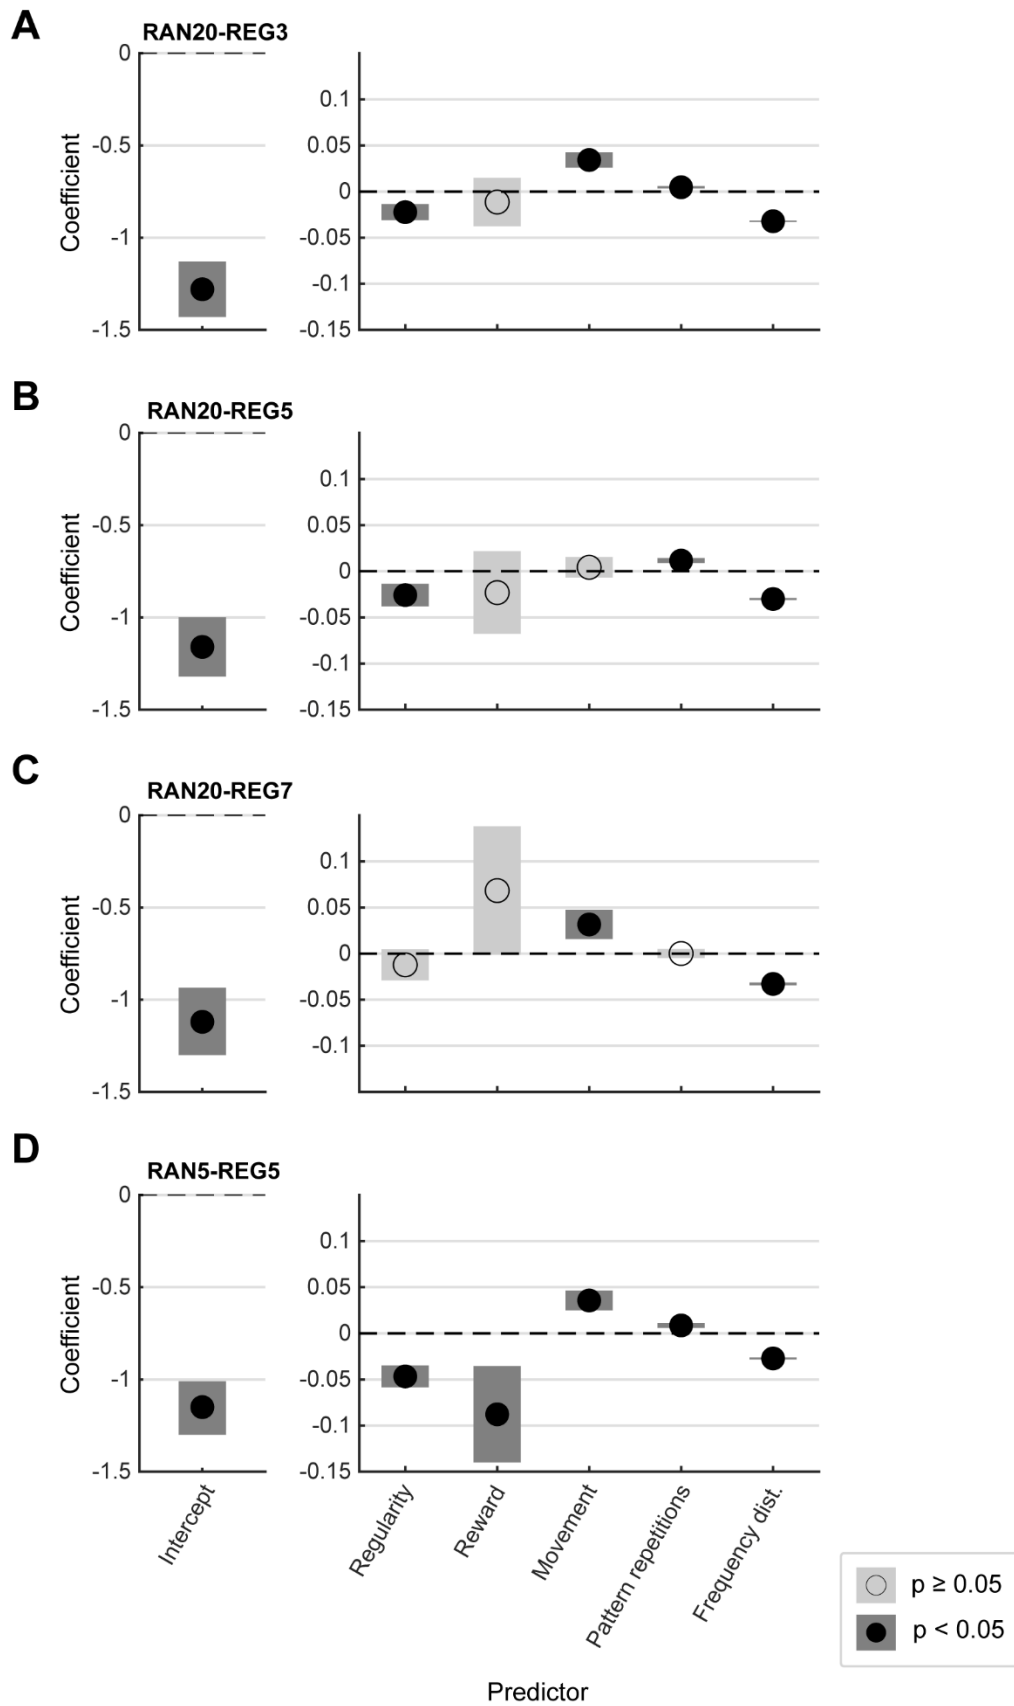 A
RAN20-REG3
0
-0.5
-1
-1.5
Coefficient
0.1
0.05
0
-0.05
-0.1
-0.15
B
RAN20-REG5
0
-0.5
-1
-1.5
Coefficient
0.1
0.05
0
-0.05
-0.1
-0.15
C
RAN20-REG7
0
-0.5
-1
-1.5
Coefficient
0.1
0.05
0
-0.05
-0.1
D
RAN5-REG5
0
-0.5
-1
-1.5
Coefficient
0.1
0.05
0
-0.05
-0.1
-0.15
Intercept
Regularity
Reward
Movement
Pattern repetitions
Frequency dist.
p ≥ 0.05
p < 0.05
Predictor